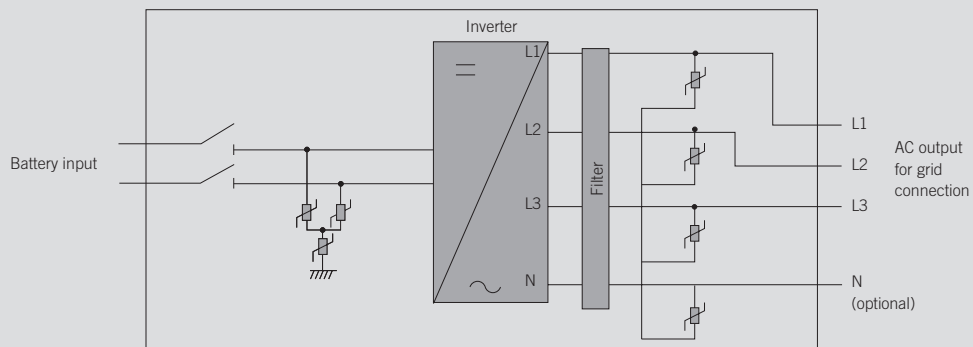 Inverter
L1
L2
L3
N
Battery input
Filter
L1
L2
L3
N
(optional)
AC output
for grid
connection